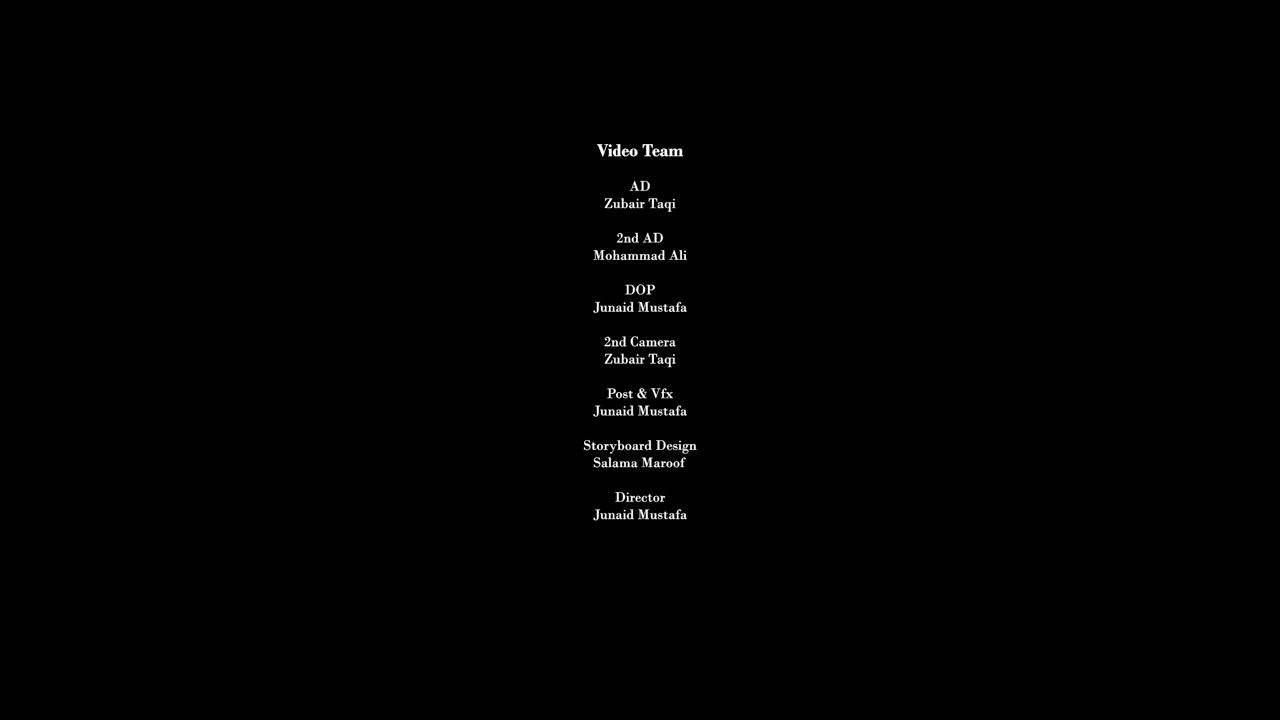 Video Team
AD
Zubair Taqi
2nd AD
Mohammad Ali
DOP
Junaid Mustafa
2nd Camera
Zubair Taqi
Post & Vfx
Junaid Mustafa
Storyboard Design
Salama Maroof
Director
Junaid Mustafa